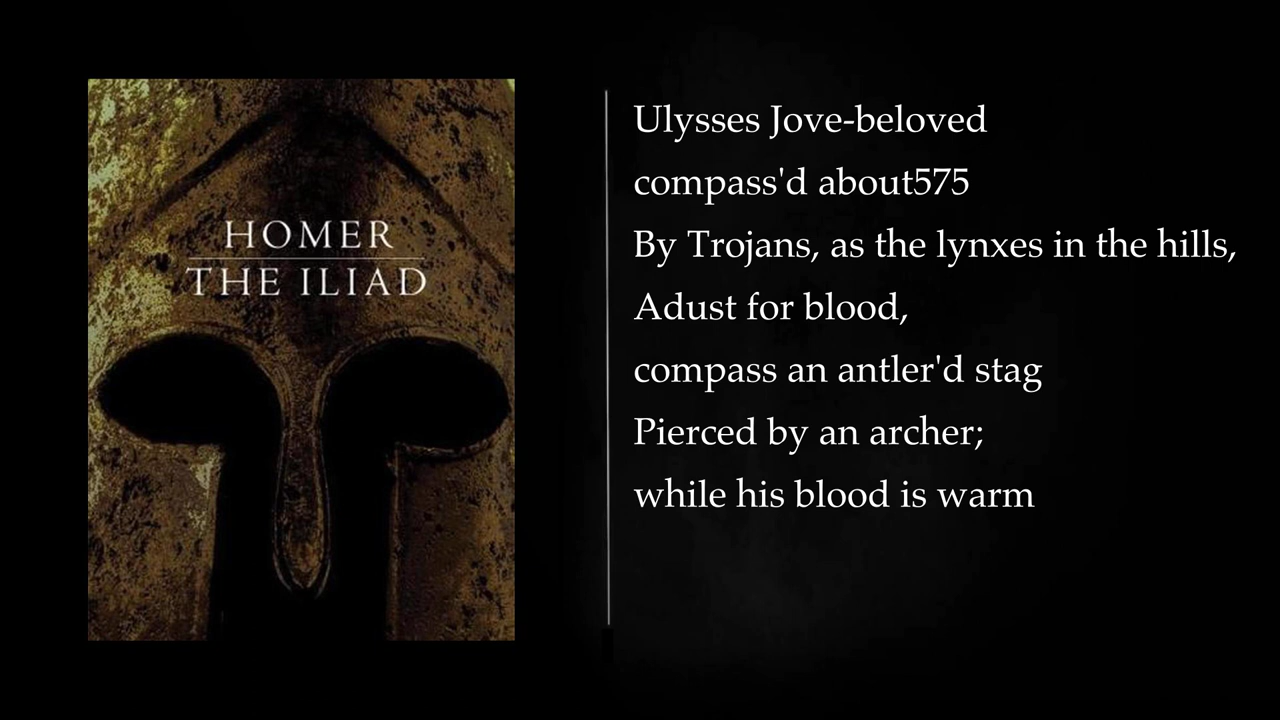 HOMER
THE ILIAD
Ulysses Jove-beloved
compass'd about575
By Trojans, as the lynxes in the hills,
Adust for blood,
compass an antler'd stag
Pierced by an archer;
while his blood is warm